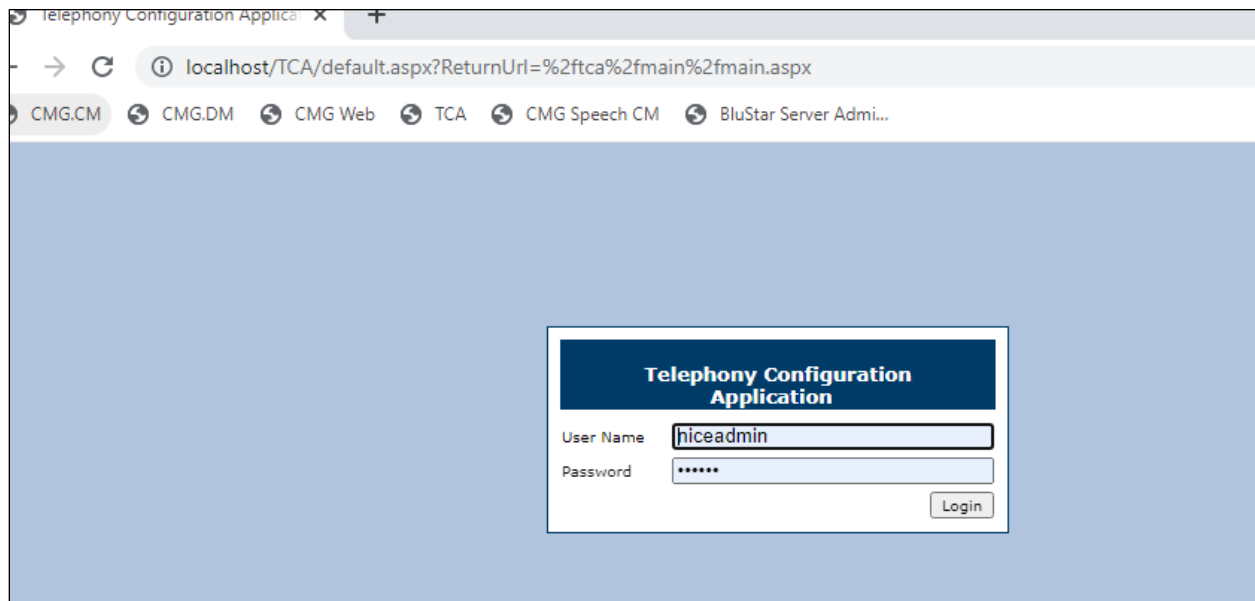 Telephony Configuration Applica
localhost/TCA/default.aspx?ReturnUrl=%2ftca%2fmain%2fmain.aspx
CMG.CM CMG.DM CMG Web TCA CMG Speech CM BluStar Server Admi...
Telephony Configuration
Application
User Name niceadmin
Password ••••••
Login